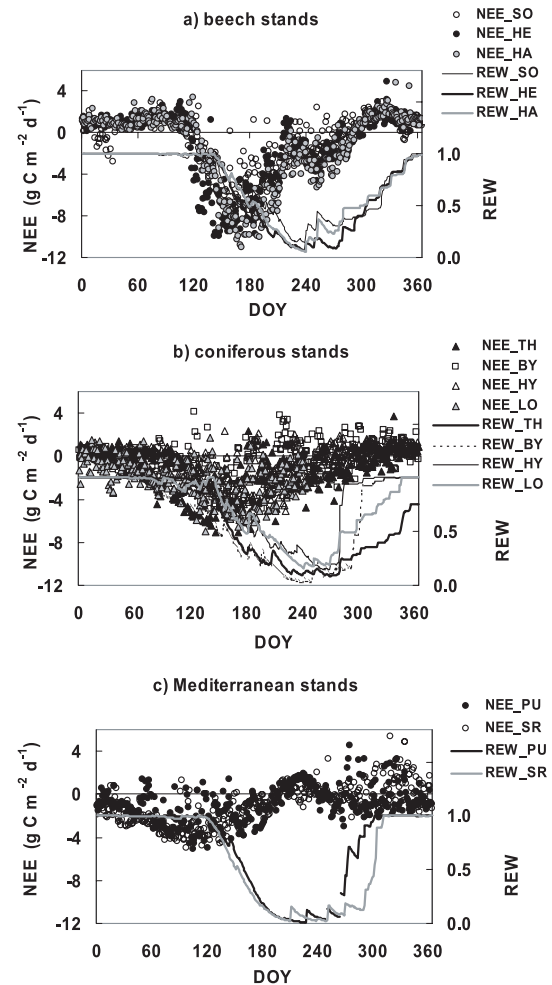 a) beech stands
NEE_SO
NEE_HE
NEE_HA
REW_SO
REW_HE
REW_HA
4
0
-4
-8
-12
NEE (g C m⁻² d⁻¹)
1.0
0.5
0.0
REW
0 60 120 180 240 300 360
DOY
b) coniferous stands
NEE_TH
NEE_BY
NEE_HY
NEE_LO
REW_TH
REW_BY
REW_HY
REW_LO
4
0
-4
-8
-12
NEE (g C m⁻² d⁻¹)
0.5
0.0
REW
0 60 120 180 240 300 360
DOY
c) Mediterranean stands
NEE_PU
NEE_SR
REW_PU
REW_SR
4
0
-4
-8
-12
NEE (g C m⁻² d⁻¹)
1.0
0.5
0.0
REW
0 60 120 180 240 300 360
DOY